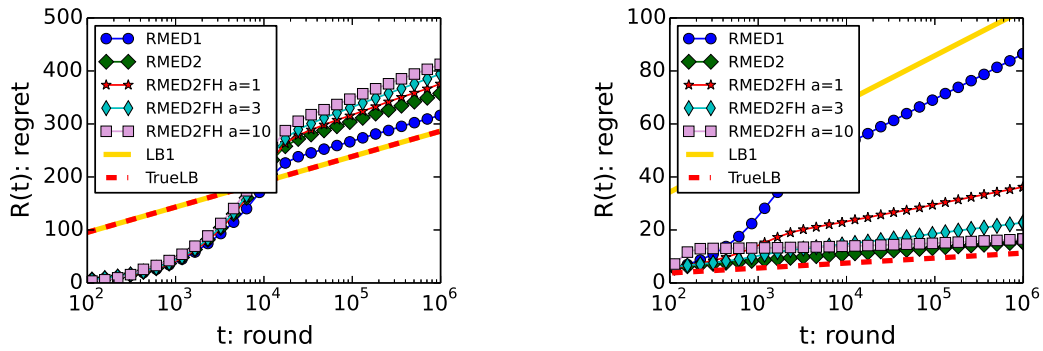 500
400
300
200
100
0
R(t): regret
RMED1
RMED2
RMED2FH a=1
RMED2FH a=3
RMED2FH a=10
LB1
TrueLB
10^2 10^3 10^4 10^5 10^6
t: round
100
80
60
40
20
0
R(t): regret
RMED1
RMED2
RMED2FH a=1
RMED2FH a=3
RMED2FH a=10
LB1
TrueLB
10^2 10^3 10^4 10^5 10^6
t: round